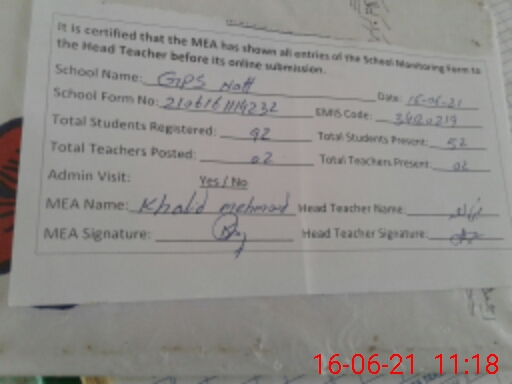 It is certified that the MEA has shown all entries of the School Monitoring Form to
the Head Teacher before its online submission.
School Name: GPS Date: 16-06-21
School Form No: EMIS Code:
Total Students Registered: 92 Total Students Present: 52
Total Teachers Posted: 02 Total Teachers Present: 02
Admin Visit: Yes / No
MEA Name: Khalid mehmood Head Teacher Name:
MEA Signature: Head Teacher Signature:
16-06-21 11:18